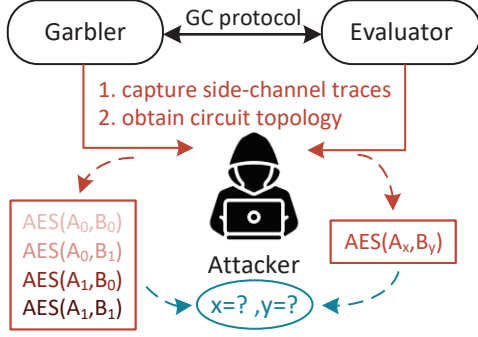 Garbler
GC protocol
Evaluator
1. capture side-channel traces
2. obtain circuit topology
AES(A₀,B₀)
AES(A₀,B₁)
AES(A₁,B₀)
AES(A₁,B₁)
AES(Aₓ,Bᵧ)
Attacker
x=? ,y=?